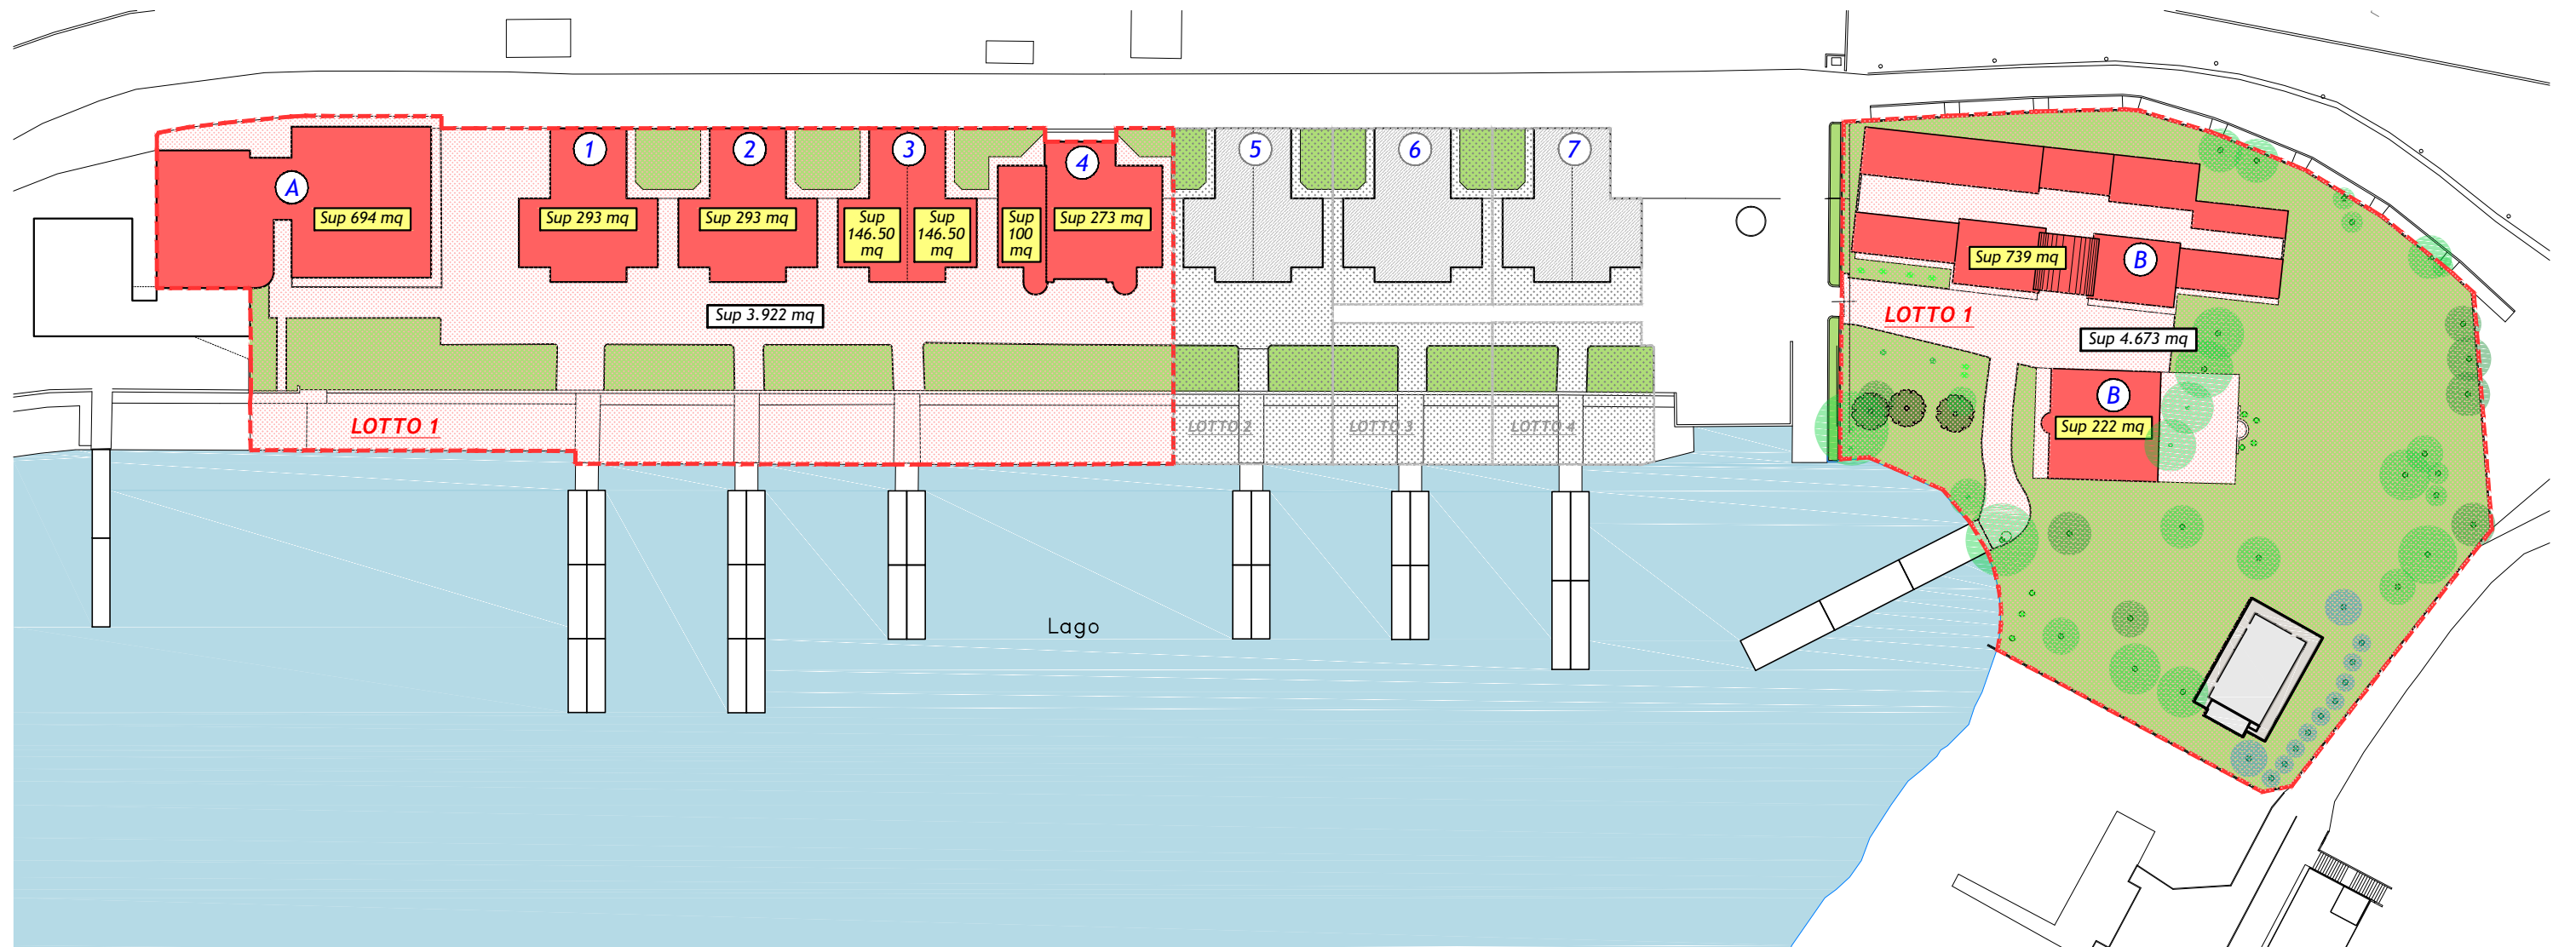 1
2
3
4
5
6
7
A
Sup 694 mq
Sup 293 mq
Sup 293 mq
Sup
146.50
mq
Sup
146.50
mq
Sup
100
mq
Sup 273 mq
Sup 739 mq
B
Sup 3.922 mq
LOTTO 1
Sup 4.673 mq
B
Sup 222 mq
LOTTO 1
LOTTO 2
LOTTO 3
LOTTO 4
Lago